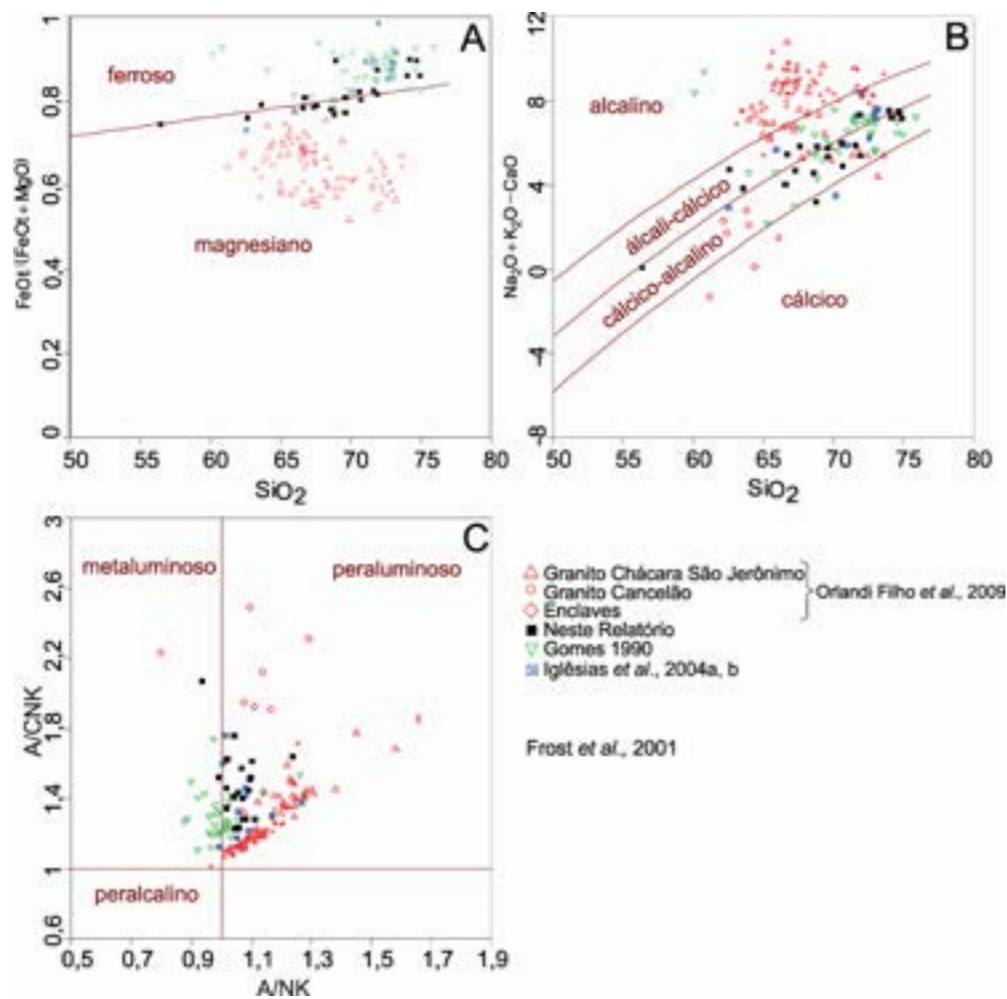 A
1
0,8
0,6
0,4
0,2
0
FeOt/(FeOt + MgO)
ferroso
magnesiano
50
60
70
80
SiO2
B
12
8
4
0
-4
-8
Na2O + K2O – CaO
alcalino
álcali-cálcico
cálcico-alcalino
cálcico
50
55
60
65
70
75
80
SiO2
C
3
2,6
2,2
1,8
1,4
1
0,6
A/CNK
metaluminoso
peraluminoso
peralcalino
0,5
0,7
0,9
1,1
1,3
1,5
1,7
1,9
A/NK
Granito Chácara São Jerônimo
Granito Cancelão
Enclaves
Orlandi Filho et al., 2009
Neste Relatório
Gomes 1990
Iglésias et al., 2004a, b
Frost et al., 2001